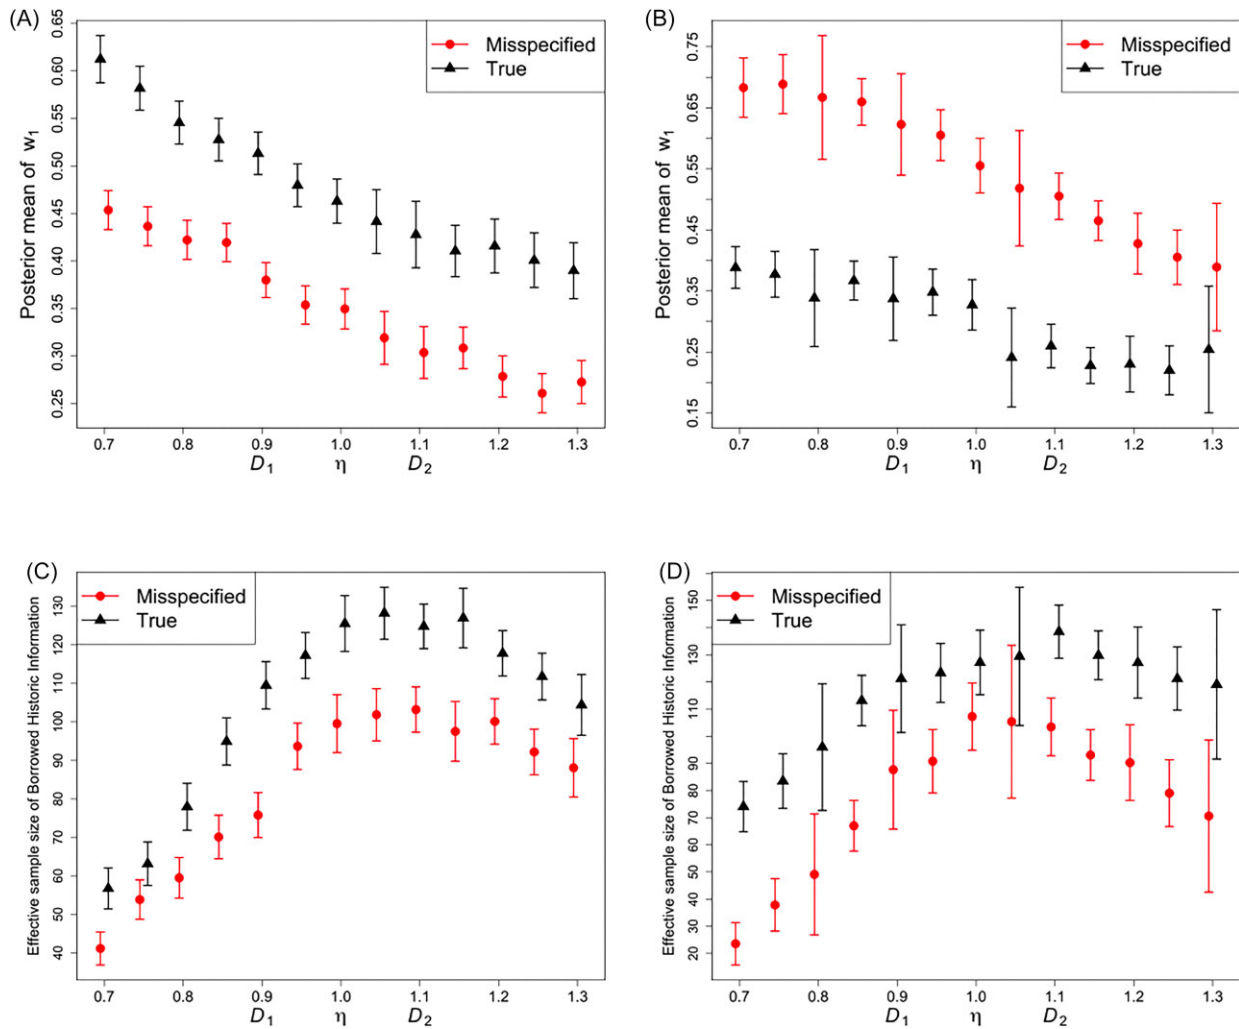 (A)
Misspecified
True
Posterior mean of w1
0.65
0.60
0.55
0.50
0.45
0.40
0.35
0.30
0.25
0.7 0.8 0.9 1.0 1.1 1.2 1.3
D1 η D2
(B)
Misspecified
True
Posterior mean of w1
0.75
0.65
0.55
0.45
0.35
0.25
0.15
0.7 0.8 0.9 1.0 1.1 1.2 1.3
D1 η D2
(C)
Misspecified
True
Effective sample size of Borrowed Historic Information
130
120
110
100
90
80
70
60
50
40
0.7 0.8 0.9 1.0 1.1 1.2 1.3
D1 η D2
(D)
Misspecified
True
Effective sample size of Borrowed Historic Information
150
130
110
90
80
70
60
50
40
30
20
0.7 0.8 0.9 1.0 1.1 1.2 1.3
D1 η D2